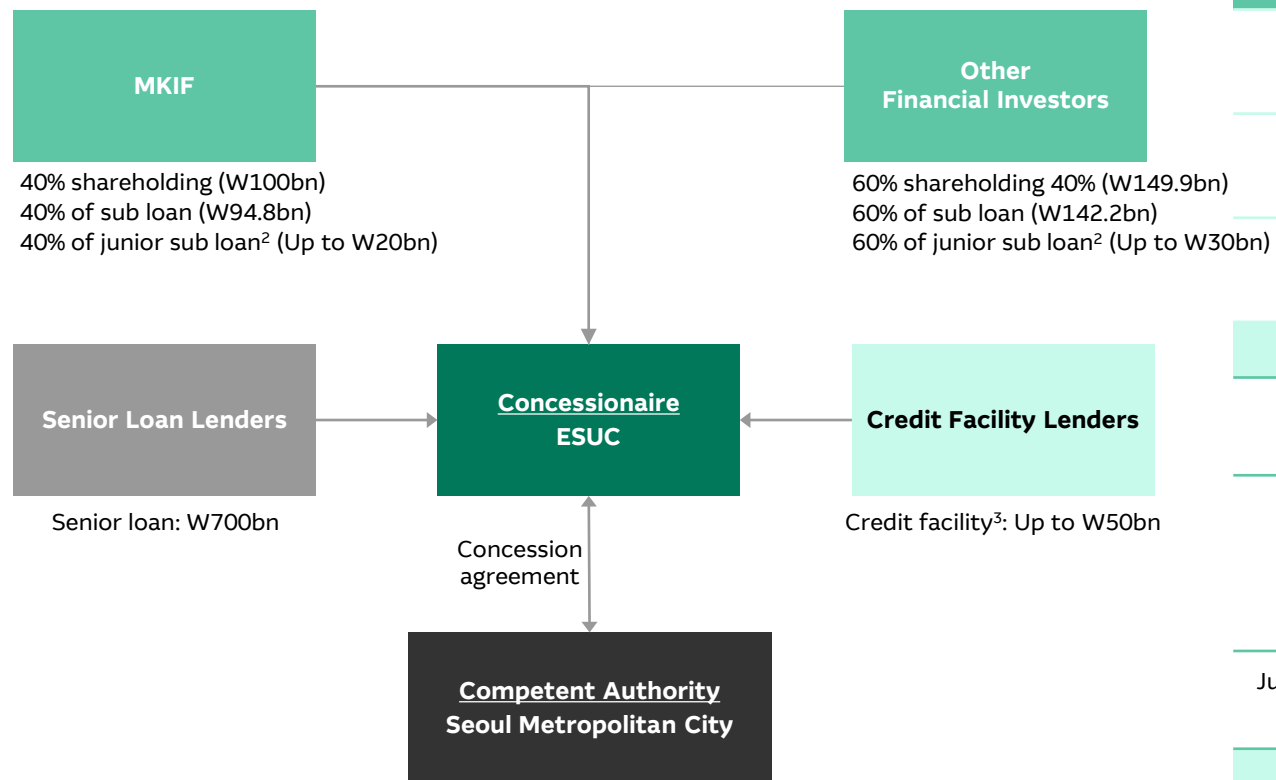 MKIF
Other
Financial Investors
40% shareholding (W100bn)
40% of sub loan (W94.8bn)
40% of junior sub loan² (Up to W20bn)
60% shareholding 40% (W149.9bn)
60% of sub loan (W142.2bn)
60% of junior sub loan² (Up to W30bn)
Senior Loan Lenders
Concessionaire
ESUC
Credit Facility Lenders
Senior loan: W700bn
Credit facility³: Up to W50bn
Concession
agreement
Competent Authority
Seoul Metropolitan City
Ju